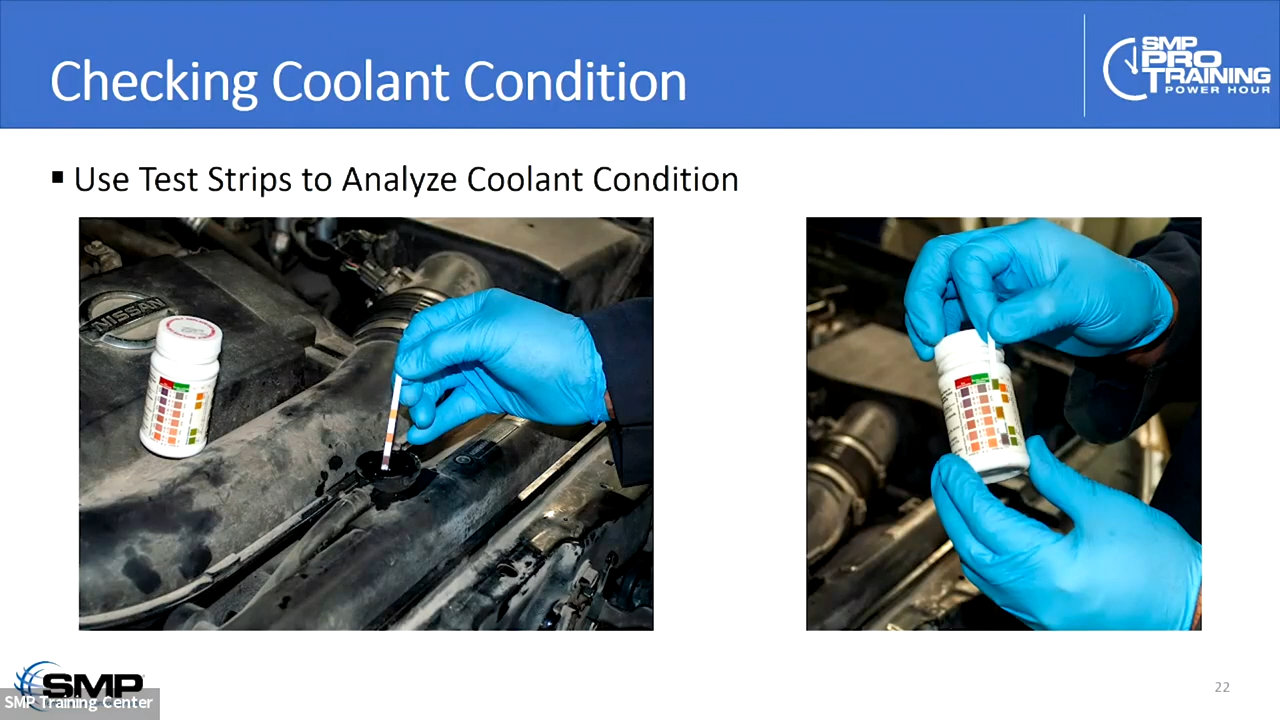 Checking Coolant Condition
SMP
PRO
TRAINING
POWER HOUR
Use Test Strips to Analyze Coolant Condition
NISSAN
SMP
SMP Training Center
22